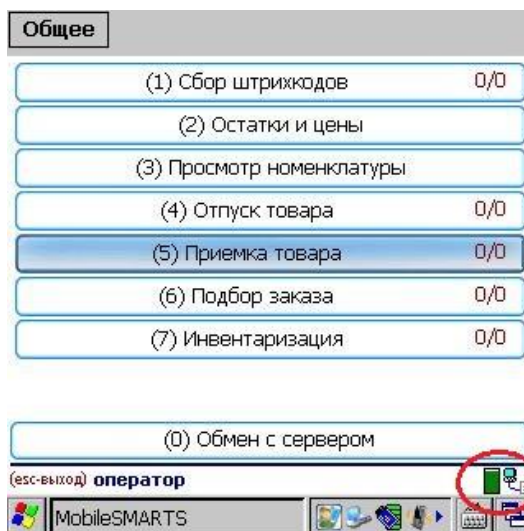 Общее
(1) Сбор штрихкодов 0/0
(2) Остатки и цены
(3) Просмотр номенклатуры
(4) Отпуск товара 0/0
(5) Приемка товара 0/0
(6) Подбор заказа 0/0
(7) Инвентаризация 0/0
(0) Обмен с сервером
(esc-выход) оператор
MobileSMARTS